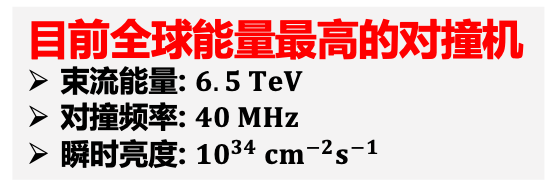 目前全球能量最高的对撞机
➢ 束流能量: 6.5 TeV
➢ 对撞频率: 40 MHz
➢ 瞬时亮度: 10³⁴ cm⁻²s⁻¹